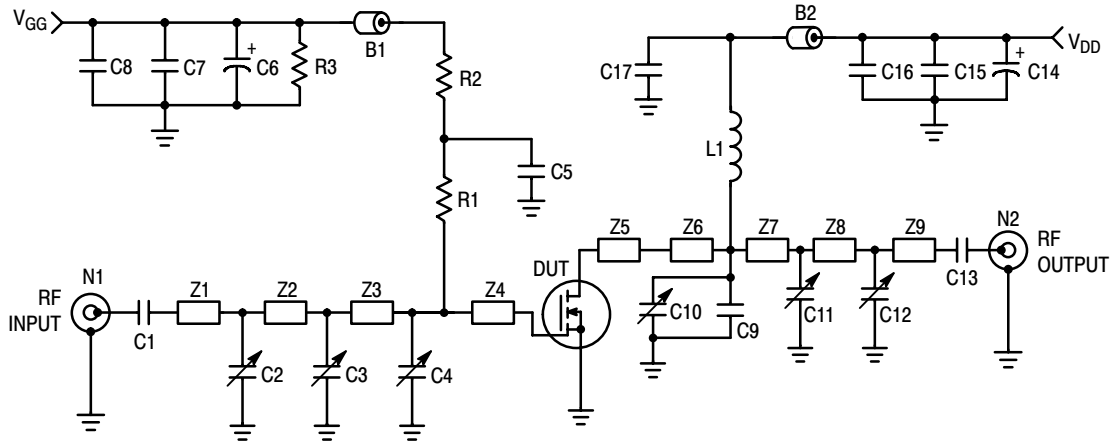 V_GG
B1
B2
V_DD
C8
C7
+
C6
R3
R2
C17
C16
C15
+
C14
L1
C5
R1
Z5
Z6
Z7
Z8
Z9
N2
RF
OUTPUT
C13
DUT
N1
RF
INPUT
C1
Z1
Z2
Z3
Z4
C10
C9
C11
C12
C2
C3
C4